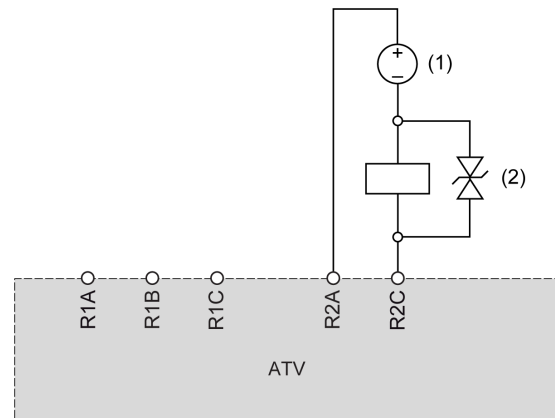 +
(1)
−
(2)
R1A
R1B
R1C
R2A
R2C
ATV